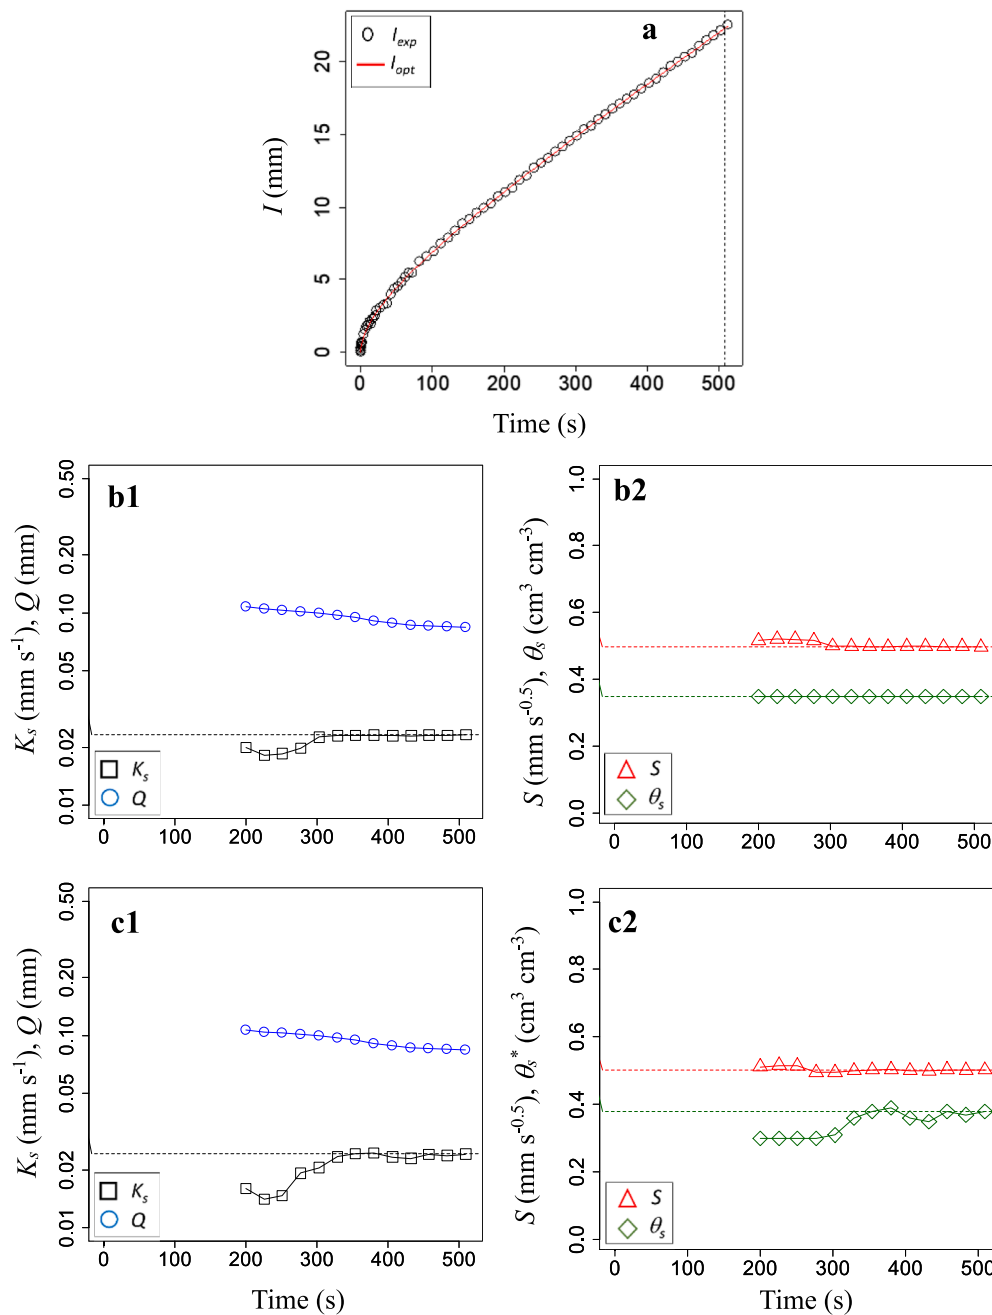 a
I_exp
I_opt
I (mm)
20
15
10
5
0
0 100 200 300 400 500
Time (s)
b1
K_s (mm s^-1), Q (mm)
0.50
0.20
0.10
0.05
0.02
0.01
K_s
Q
0 100 200 300 400 500
b2
S (mm s^-0.5), θ_s (cm^3 cm^-3)
1.0
0.8
0.6
0.4
0.2
0.0
S
θ_s
0 100 200 300 400 500
c1
K_s (mm s^-1), Q (mm)
0.50
0.20
0.10
0.05
0.02
0.01
K_s
Q
0 100 200 300 400 500
Time (s)
c2
S (mm s^-0.5), θ_s* (cm^3 cm^-3)
1.0
0.8
0.6
0.4
0.2
0.0
S
θ_s
0 100 200 300 400 500
Time (s)